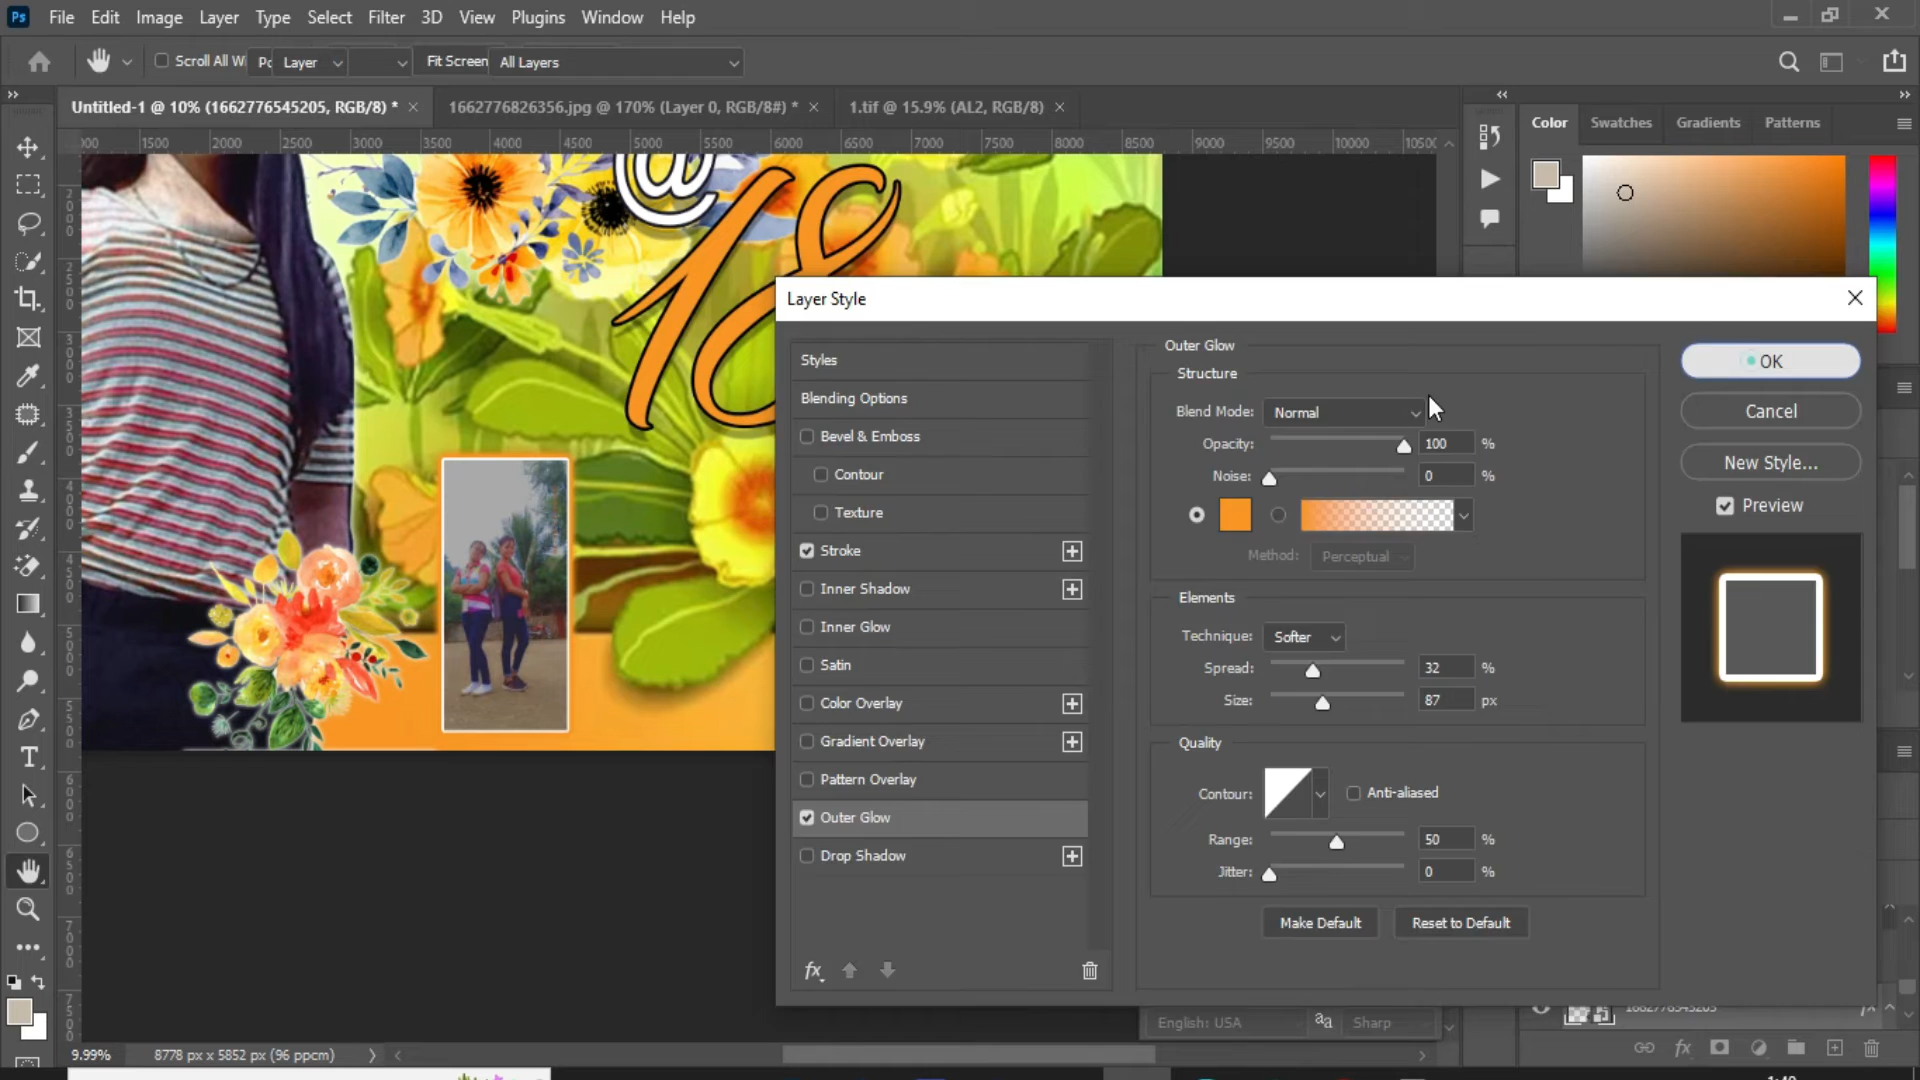 Ps File Edit Image Layer Type Select Filter 3D View Plugins Window Help
Scroll All W Layer Fit Screen All Layers
Untitled-1 @ 10% (1662776545205, RGB/8) * 1662776826356.jpg @ 170% (Layer 0, RGB/8#) * 1.tif @ 15.9% (AL2, RGB/8)
Color Swatches Gradients Patterns
000 1500 2000 2500 3000 3500 4000 4500 5000 5500 6000 6500 7000 7500 8000 8500 9000 9500 10000 1050
@
18
Layer Style
Styles
Blending Options
Bevel & Emboss
Contour
Texture
Stroke
Inner Shadow
Inner Glow
Satin
Color Overlay
Gradient Overlay
Pattern Overlay
Outer Glow
Drop Shadow
fx
Outer Glow
Structure
Blend Mode: Normal
Opacity: 100 %
Noise: 0 %
Method: Perceptual
Elements
Technique: Softer
Spread: 32 %
Size: 87 px
Quality
Contour: Anti-aliased
Range: 50 %
Jitter: 0 %
Make Default Reset to Default
OK
Cancel
New Style...
Preview
English: USA aa Sharp
1662776545205 fx
fx
9.99% 8778 px x 5852 px (96 ppcm)